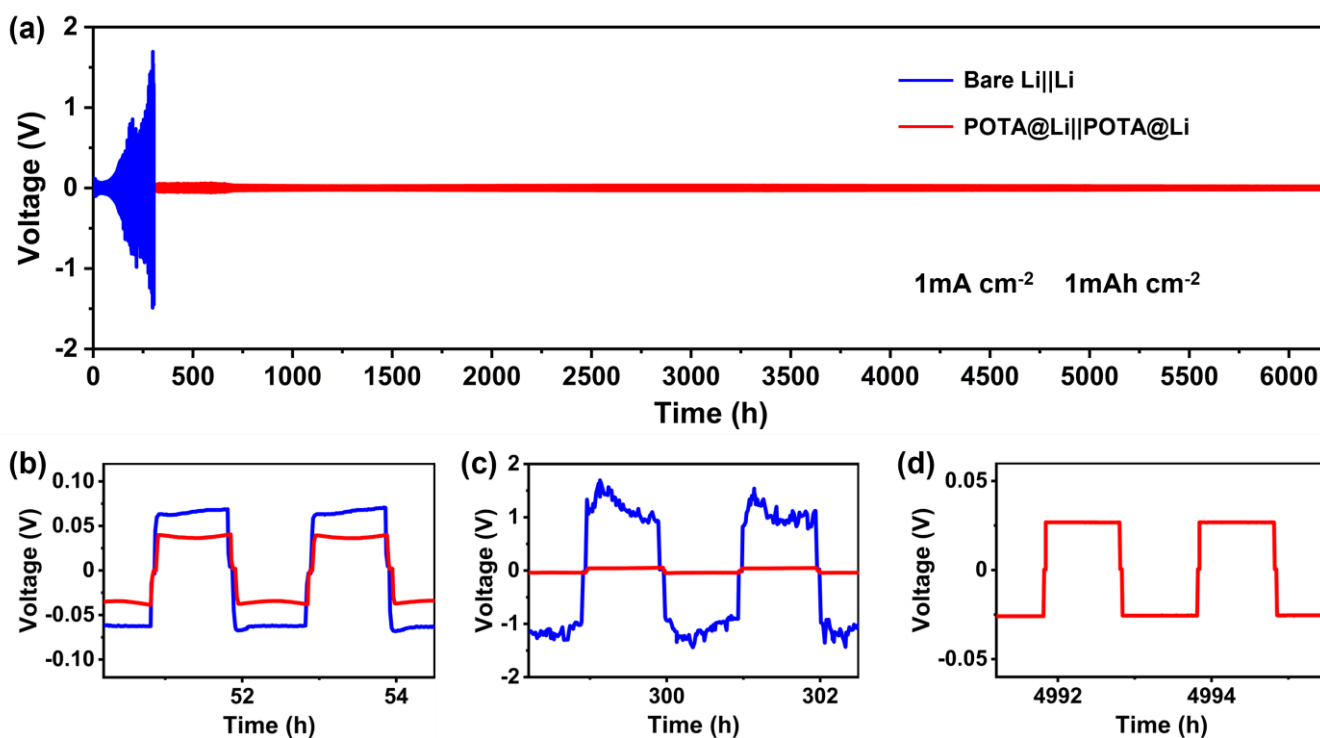 (a)
Voltage (V)
2
1
0
-1
-2
Bare Li||Li
POTA@Li||POTA@Li
1mA cm-2 1mAh cm-2
0 500 1000 1500 2000 2500 3000 3500 4000 4500 5000 5500 6000
Time (h)
(b)
Voltage (V)
0.10
0.05
0
-0.05
-0.10
52 54
Time (h)
(c)
Voltage (V)
2
1
0
-1
-2
300 302
Time (h)
(d)
Voltage (V)
0.05
0
-0.05
4992 4994
Time (h)